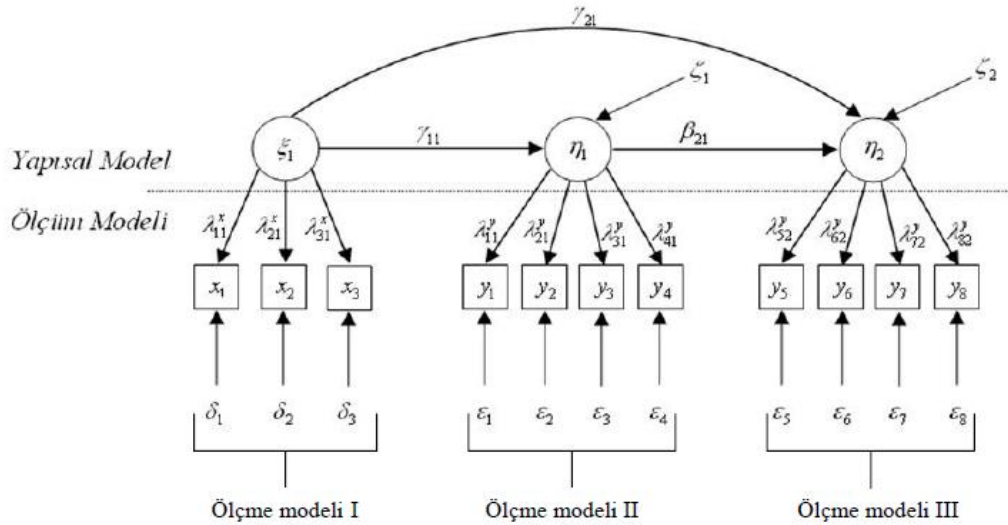 γ₂₁
ζ₁ ζ₂
Yapısal Model ξ₁ γ₁₁ η₁ β₂₁ η₂
Ölçüm Modeli
λ₁₁ˣ λ₂₁ˣ λ₃₁ˣ λ₁₁ʸ λ₂₁ʸ λ₃₁ʸ λ₄₁ʸ λ₅₂ʸ λ₆₂ʸ λ₇₂ʸ λ₈₂ʸ
x₁ x₂ x₃ y₁ y₂ y₃ y₄ y₅ y₆ y₇ y₈
δ₁ δ₂ δ₃ ε₁ ε₂ ε₃ ε₄ ε₅ ε₆ ε₇ ε₈
Ölçme modeli I Ölçme modeli II Ölçme modeli III